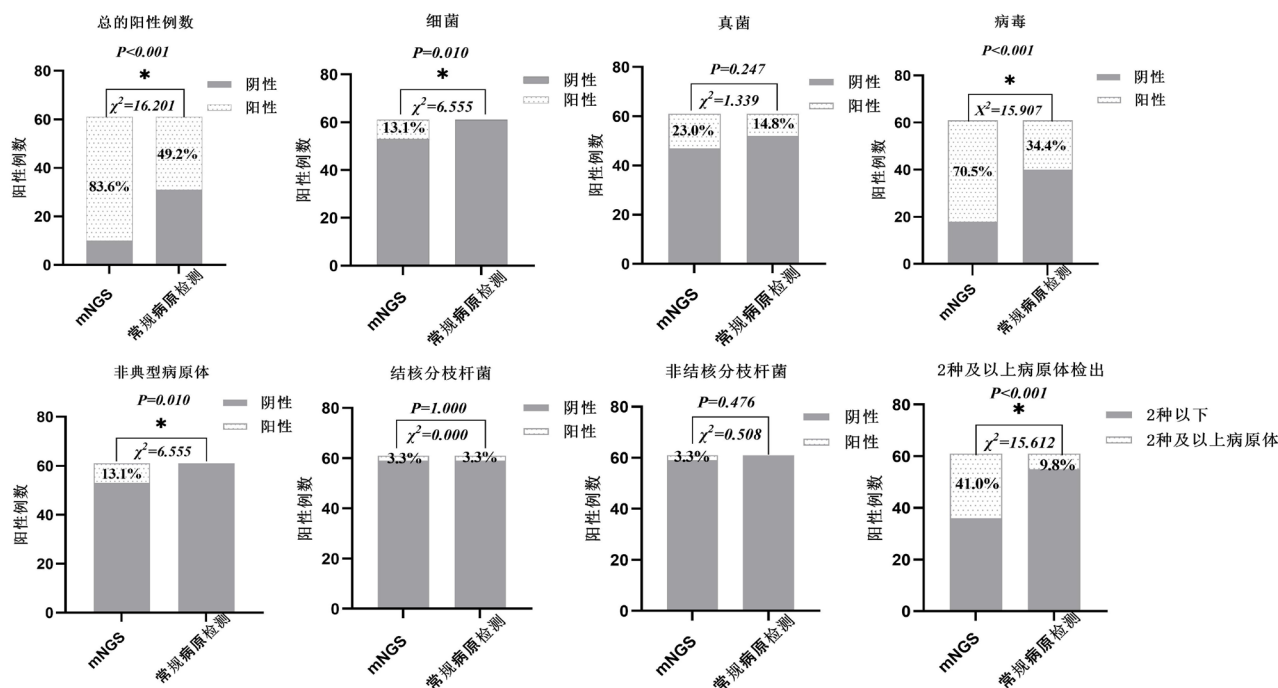 总的阳性例数
P<0.001
*
χ²=16.201
阴性
阳性
80
60
40
20
0
阳性例数
83.6%
49.2%
mNGS
常规病原检测
细菌
P=0.010
*
χ²=6.555
阴性
阳性
80
60
40
20
0
阳性例数
13.1%
mNGS
常规病原检测
真菌
P=0.247
χ²=1.339
阴性
阳性
80
60
40
20
0
阳性例数
23.0%
14.8%
mNGS
常规病原检测
病毒
P<0.001
*
X²=15.907
阴性
阳性
80
60
40
20
0
阳性例数
70.5%
34.4%
mNGS
常规病原检测
非典型病原体
P=0.010
*
χ²=6.555
阴性
阳性
80
60
40
20
0
阳性例数
13.1%
mNGS
常规病原检测
结核分枝杆菌
P=1.000
χ²=0.000
阴性
阳性
80
60
40
20
0
阳性例数
3.3%
3.3%
mNGS
常规病原检测
非结核分枝杆菌
P=0.476
χ²=0.508
阴性
阳性
80
60
40
20
0
阳性例数
3.3%
mNGS
常规病原检测
2种及以上病原体检出
P<0.001
*
χ²=15.612
2种以下
2种及以上病原体
80
60
40
20
0
阳性例数
41.0%
9.8%
mNGS
常规病原检测